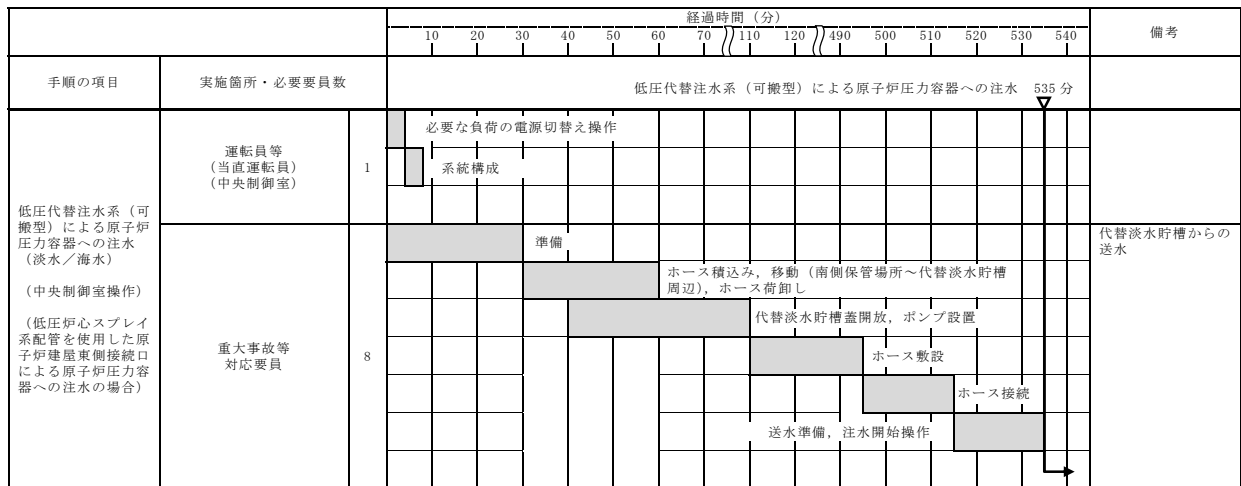 経過時間（分）
備考
10 20 30 40 50 60 70 110 120 490 500 510 520 530 540
手順の項目
実施箇所・必要要員数
低圧代替注水系（可搬型）による原子炉圧力容器への注水 535 分
低圧代替注水系（可
搬型）による原子炉
圧力容器への注水
（淡水／海水）
（中央制御室操作）
（低圧炉心スプレイ
系配管を使用した原
子炉建屋東側接続口
による原子炉圧力容
器への注水の場合）
運転員等
（当直運転員）
（中央制御室）
1
必要な負荷の電源切替え操作
系統構成
重大事故等
対応要員
8
準備
ホース積込み，移動（南側保管場所～代替淡水貯槽
周辺），ホース荷卸し
代替淡水貯槽蓋開放，ポンプ設置
ホース敷設
ホース接続
送水準備，注水開始操作
代替淡水貯槽からの
送水